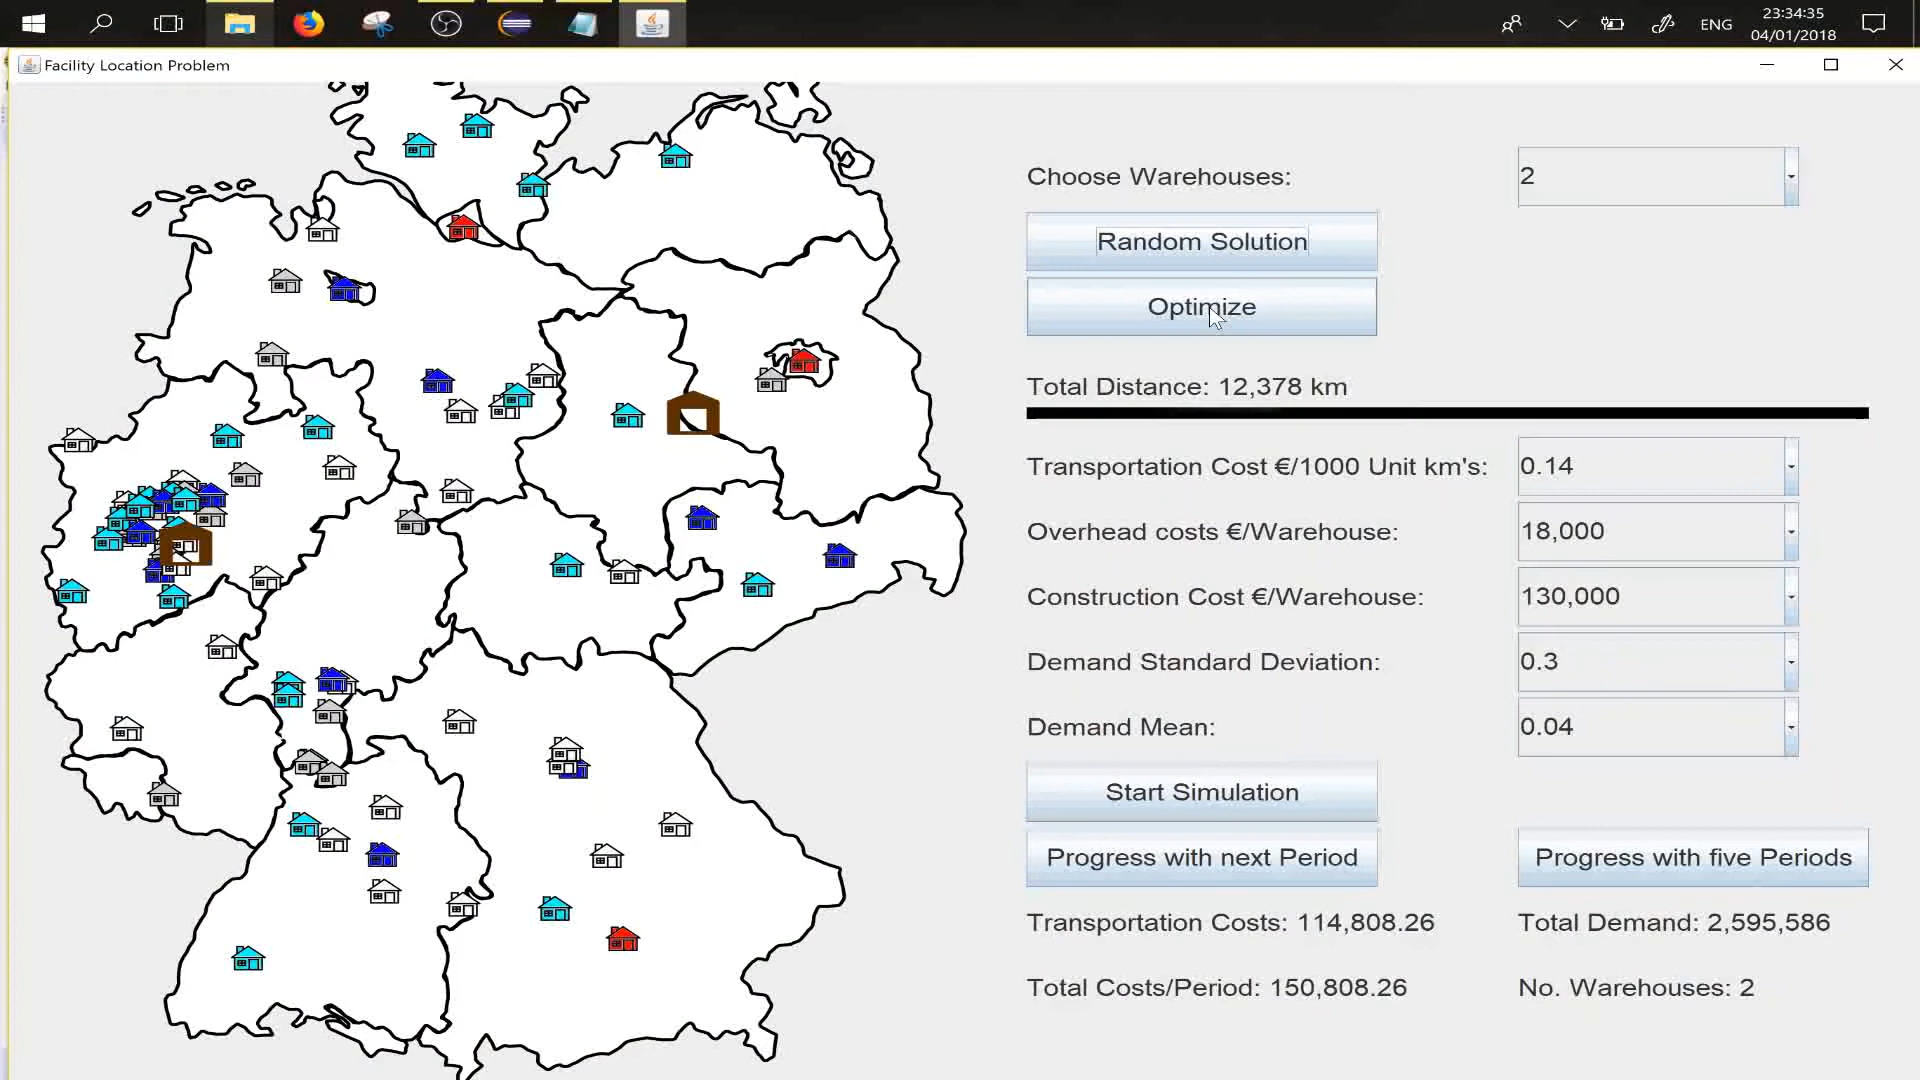 ENG
23:34:35
04/01/2018
Facility Location Problem
Choose Warehouses:
2
Random Solution
Optimize
Total Distance: 12,378 km
Transportation Cost €/1000 Unit km's:
0.14
Overhead costs €/Warehouse:
18,000
Construction Cost €/Warehouse:
130,000
Demand Standard Deviation:
0.3
Demand Mean:
0.04
Start Simulation
Progress with next Period
Progress with five Periods
Transportation Costs: 114,808.26
Total Demand: 2,595,586
Total Costs/Period: 150,808.26
No. Warehouses: 2